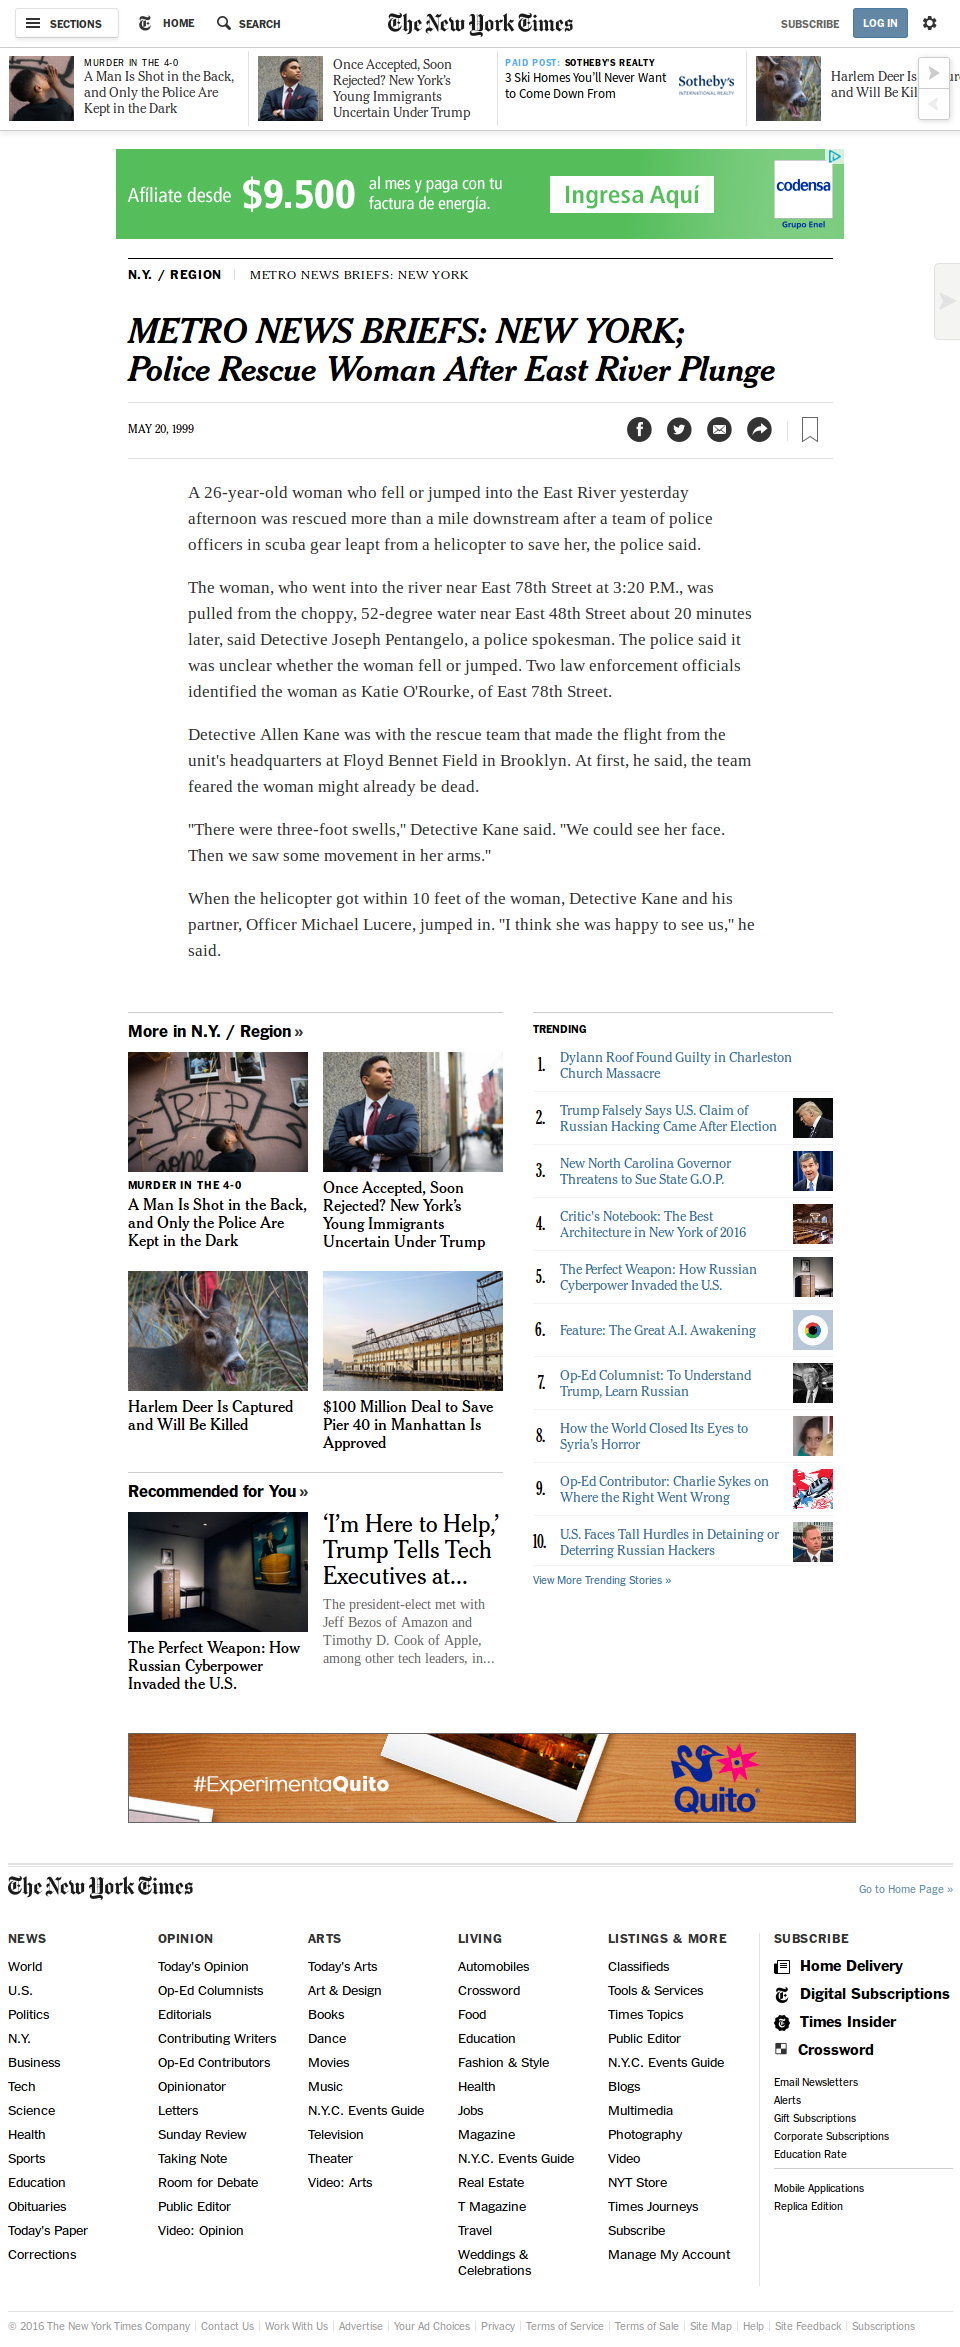 SECTIONS HOME SEARCH The New York Times SUBSCRIBE LOG IN
MURDER IN THE 4-0
A Man Is Shot in the Back,
and Only the Police Are
Kept in the Dark
Once Accepted, Soon
Rejected? New York's
Young Immigrants
Uncertain Under Trump
PAID POST: SOTHEBY'S REALTY
3 Ski Homes You'll Never Want
to Come Down From
Sotheby's
INTERNATIONAL REALTY
Harlem Deer Is
and Will Be Kil
Afíliate desde $9.500 al mes y paga con tu
factura de energía.
Ingresa Aquí
codensa
Grupo Enel
N.Y. / REGION | METRO NEWS BRIEFS: NEW YORK
METRO NEWS BRIEFS: NEW YORK;
Police Rescue Woman After East River Plunge
MAY 20, 1999
A 26-year-old woman who fell or jumped into the East River yesterday
afternoon was rescued more than a mile downstream after a team of police
officers in scuba gear leapt from a helicopter to save her, the police said.
The woman, who went into the river near East 78th Street at 3:20 P.M., was
pulled from the choppy, 52-degree water near East 48th Street about 20 minutes
later, said Detective Joseph Pentangelo, a police spokesman. The police said it
was unclear whether the woman fell or jumped. Two law enforcement officials
identified the woman as Katie O'Rourke, of East 78th Street.
Detective Allen Kane was with the rescue team that made the flight from the
unit's headquarters at Floyd Bennet Field in Brooklyn. At first, he said, the team
feared the woman might already be dead.
"There were three-foot swells," Detective Kane said. "We could see her face.
Then we saw some movement in her arms."
When the helicopter got within 10 feet of the woman, Detective Kane and his
partner, Officer Michael Lucere, jumped in. "I think she was happy to see us," he
said.
More in N.Y. / Region »
RIP
gone
MURDER IN THE 4-0
A Man Is Shot in the Back,
and Only the Police Are
Kept in the Dark
Once Accepted, Soon
Rejected? New York's
Young Immigrants
Uncertain Under Trump
Harlem Deer Is Captured
and Will Be Killed
$100 Million Deal to Save
Pier 40 in Manhattan Is
Approved
Recommended for You »
The Perfect Weapon: How
Russian Cyberpower
Invaded the U.S.
'I'm Here to Help,'
Trump Tells Tech
Executives at...
The president-elect met with
Jeff Bezos of Amazon and
Timothy D. Cook of Apple,
among other tech leaders, in...
TRENDING
1. Dylann Roof Found Guilty in Charleston
Church Massacre
2. Trump Falsely Says U.S. Claim of
Russian Hacking Came After Election
3. New North Carolina Governor
Threatens to Sue State G.O.P.
4. Critic's Notebook: The Best
Architecture in New York of 2016
5. The Perfect Weapon: How Russian
Cyberpower Invaded the U.S.
6. Feature: The Great A.I. Awakening
7. Op-Ed Columnist: To Understand
Trump, Learn Russian
8. How the World Closed Its Eyes to
Syria's Horror
9. Op-Ed Contributor: Charlie Sykes on
Where the Right Went Wrong
10. U.S. Faces Tall Hurdles in Detaining or
Deterring Russian Hackers
View More Trending Stories »
#ExperimentaQuito
Quito
The New York Times
Go to Home Page »
NEWS
World
U.S.
Politics
N.Y.
Business
Tech
Science
Health
Sports
Education
Obituaries
Today's Paper
Corrections
OPINION
Today's Opinion
Op-Ed Columnists
Editorials
Contributing Writers
Op-Ed Contributors
Opinionator
Letters
Sunday Review
Taking Note
Room for Debate
Public Editor
Video: Opinion
ARTS
Today's Arts
Art & Design
Books
Dance
Movies
Music
N.Y.C. Events Guide
Television
Theater
Video: Arts
LIVING
Automobiles
Crossword
Food
Education
Fashion & Style
Health
Jobs
Magazine
N.Y.C. Events Guide
Real Estate
T Magazine
Travel
Weddings &
Celebrations
LISTINGS & MORE
Classifieds
Tools & Services
Times Topics
Public Editor
N.Y.C. Events Guide
Blogs
Multimedia
Photography
Video
NYT Store
Times Journeys
Subscribe
Manage My Account
SUBSCRIBE
Home Delivery
Digital Subscriptions
Times Insider
Crossword
Email Newsletters
Alerts
Gift Subscriptions
Corporate Subscriptions
Education Rate
Mobile Applications
Replica Edition
© 2016 The New York Times Company | Contact Us | Work With Us | Advertise | Your Ad Choices | Privacy | Terms of Service | Terms of Sale | Site Map | Help | Site Feedback | Subscriptions